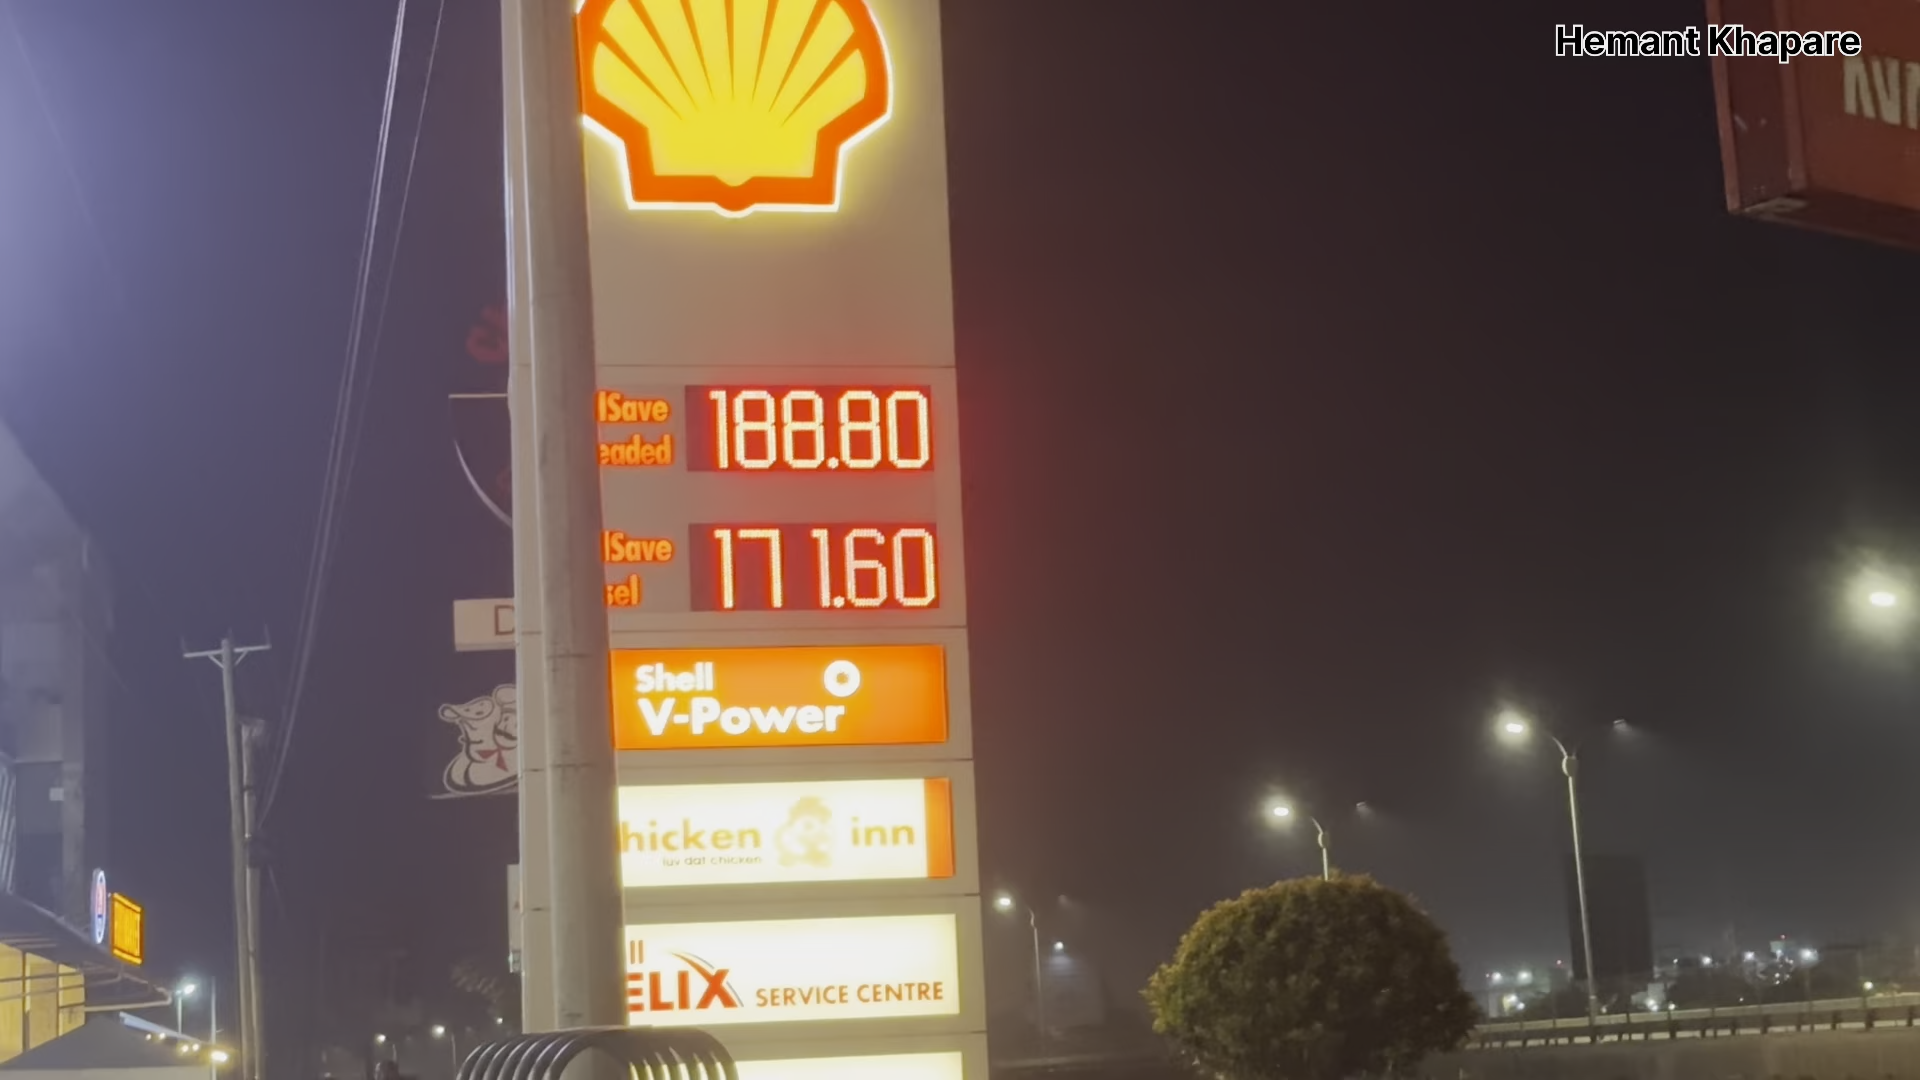 Hemant Khapare
lSave
eaded
188.80
lSave
sel
171.60
Shell
V-Power
hicken inn
luv dat chicken
ll
ELIX SERVICE CENTRE
D